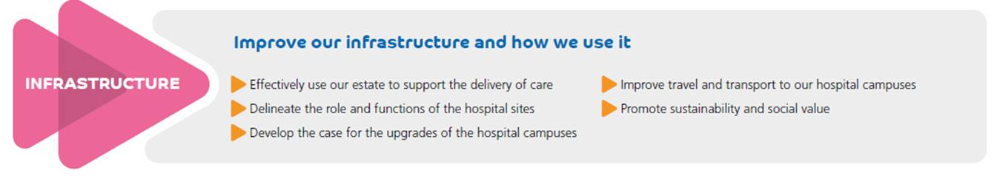 INFRASTRUCTURE
Improve our infrastructure and how we use it
Effectively use our estate to support the delivery of care
Delineate the role and functions of the hospital sites
Develop the case for the upgrades of the hospital campuses
Improve travel and transport to our hospital campuses
Promote sustainability and social value